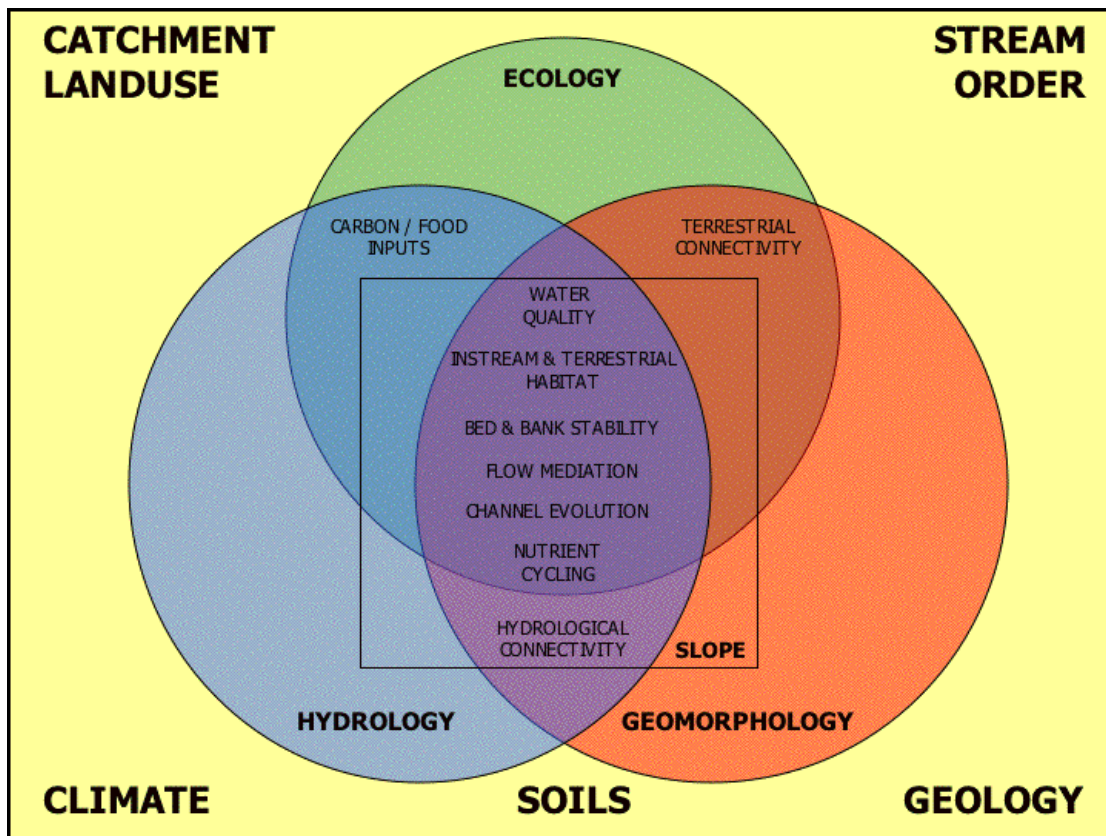 CATCHMENT
LANDUSE
STREAM
ORDER
ECOLOGY
CARBON / FOOD
INPUTS
TERRESTRIAL
CONNECTIVITY
WATER
QUALITY
INSTREAM & TERRESTRIAL
HABITAT
BED & BANK STABILITY
FLOW MEDIATION
CHANNEL EVOLUTION
NUTRIENT
CYCLING
HYDROLOGICAL
CONNECTIVITY
SLOPE
HYDROLOGY
GEOMORPHOLOGY
CLIMATE
SOILS
GEOLOGY